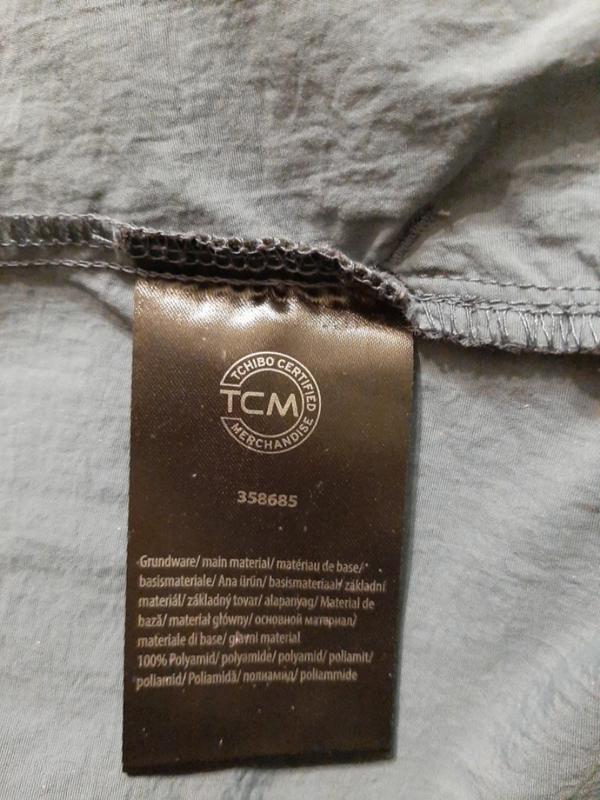 TCHIBO CERTIFIED
TCM
MERCHANDISE
358685
Grundware/ main material/ matériau de base/
basismateriale/ Ana ürün/ basismateriaal/ základní
materiál/ základný tovar/ alapanyag/ Material de
bază/ materiał główny/ основной материал/
materiale di base/ glavni material
100% Polyamid/ polyamide/ polyamid/ poliamit/
poliamid/ Poliamidă/ полиамид/ poliammide